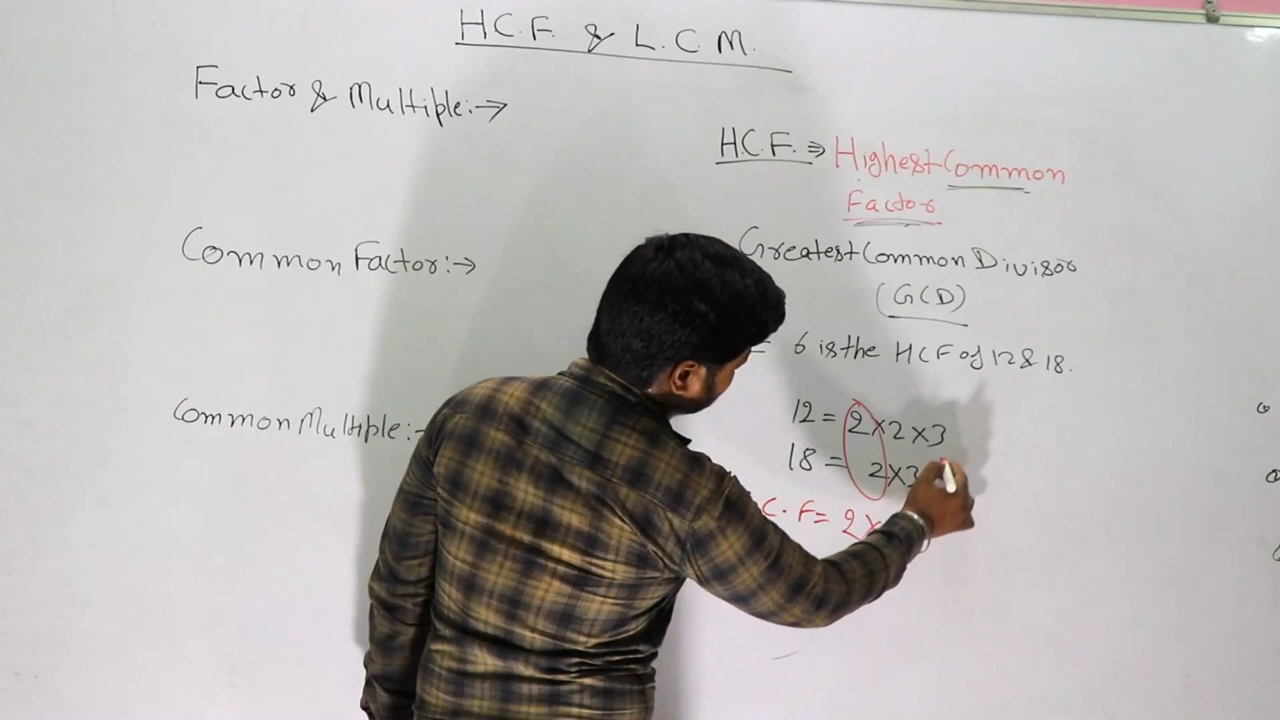 H.C.F. & L.C.M.
Factor & Multiple:→
H.C.F. ⇒ Highest Common
Factor
Common Factor:→
Greatest Common Divisor
(GCD)
= 6 is the HCF of 12 & 18.
Common Multiple:-
12 = 2×2×3
18 = 2×3
C.F = 2×